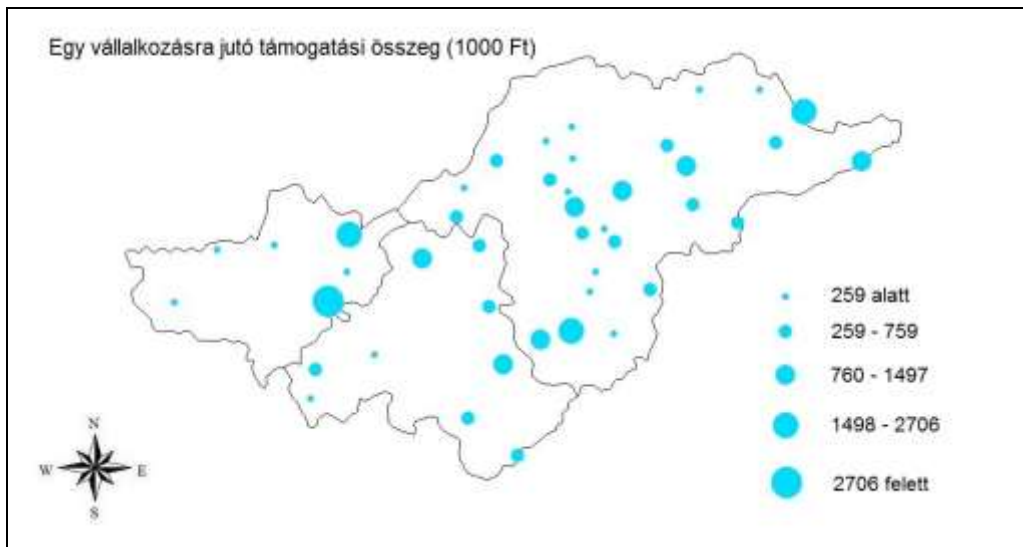 Egy vállalkozásra jutó támogatási összeg (1000 Ft)
259 alatt
259 - 759
760 - 1497
1498 - 2706
2706 felett
N
W E
S